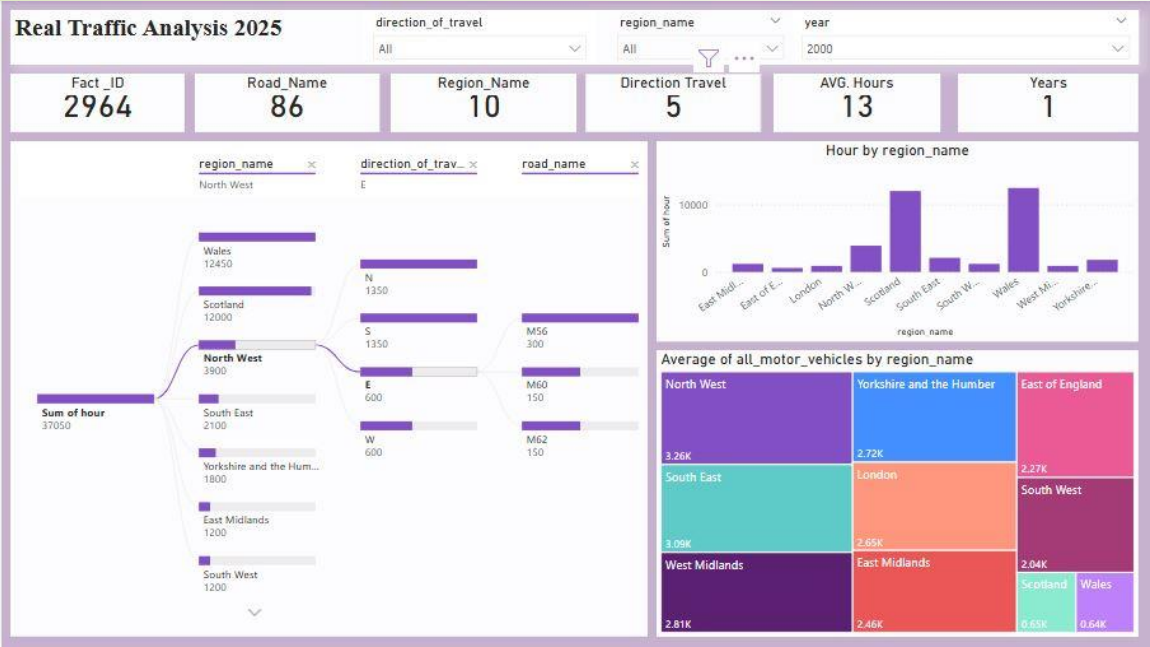 Real Traffic Analysis 2025
direction_of_travel
All
region_name
All
year
2000
Fact _ID
2964
Road_Name
86
Region_Name
10
Direction Travel
5
AVG. Hours
13
Years
1
region_name
North West
direction_of_trav...
E
road_name
Sum of hour
37050
Wales
12450
Scotland
12000
North West
3900
South East
2100
Yorkshire and the Hum...
1800
East Midlands
1200
South West
1200
N
1350
S
1350
E
600
W
600
M56
300
M60
150
M62
150
Hour by region_name
Sum of hour
10000
0
East Midl...
East of E...
London
North W...
Scotland
South East
South W...
Wales
West Mi...
Yorkshire...
region_name
Average of all_motor_vehicles by region_name
North West
3.26K
South East
3.09K
West Midlands
2.81K
Yorkshire and the Humber
2.72K
London
2.65K
East Midlands
2.46K
East of England
2.27K
South West
2.04K
Scotland
0.65K
Wales
0.64K